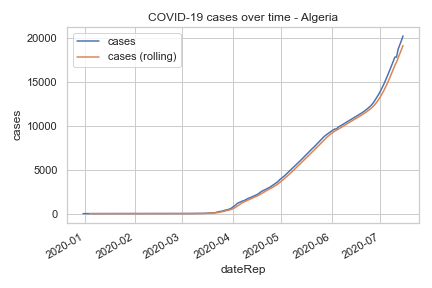 COVID-19 cases over time - Algeria
cases
cases (rolling)
20000
15000
10000
5000
0
cases
2020-01
2020-02
2020-03
2020-04
2020-05
2020-06
2020-07
dateRep